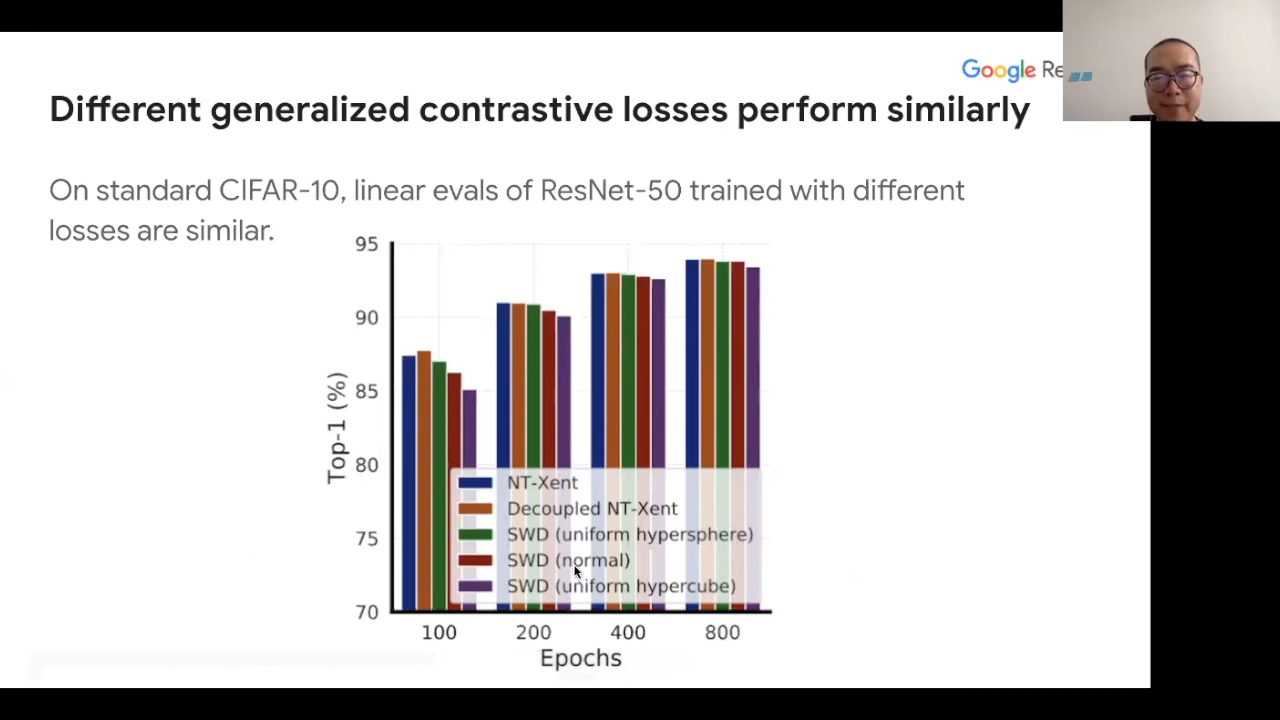 Google Re
Different generalized contrastive losses perform similarly
On standard CIFAR-10, linear evals of ResNet-50 trained with different
losses are similar.
95
90
85
80
75
70
Top-1 (%)
NT-Xent
Decoupled NT-Xent
SWD (uniform hypersphere)
SWD (normal)
SWD (uniform hypercube)
100 200 400 800
Epochs